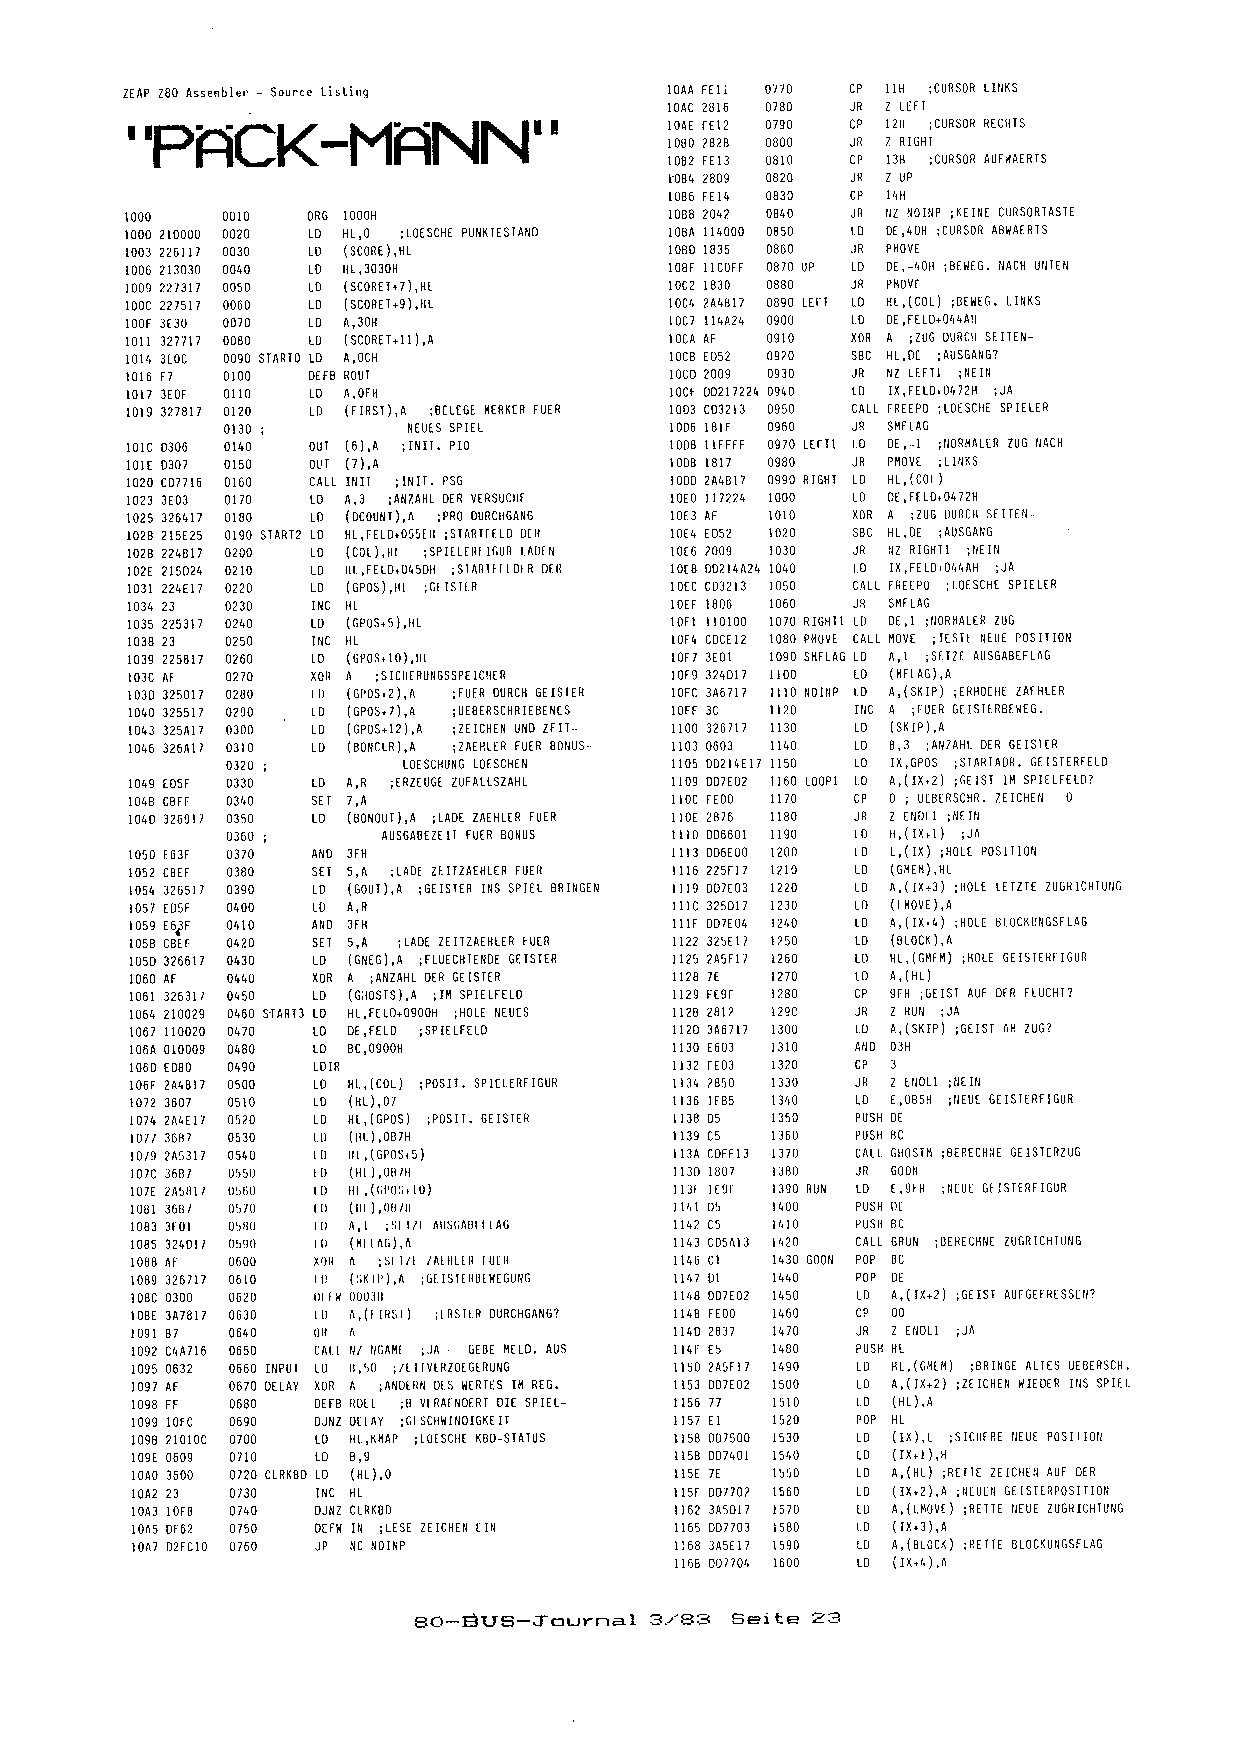 ZEAP Z80 Assembler - Source Listing
"PÄCK-MÄNN"
1000 0010 ORG 1000H
1000 210000 0020 LD HL,0 ;LOESCHE PUNKTESTAND
1003 226117 0030 LD (SCORE),HL
1006 213030 0040 LD HL,3030H
1009 227317 0050 LD (SCORET+7),HL
100C 227517 0060 LD (SCORET+9),HL
100F 3E30 0070 LD A,30H
1011 327717 0080 LD (SCORET+11),A
1014 3E0C 0090 START0 LD A,0CH
1016 F7 0100 DEFB ROUT
1017 3E0F 0110 LD A,0FH
1019 327817 0120 LD (FIRST),A ;BELEGE MERKER FUER
0130 ; NEUES SPIEL
101C D306 0140 OUT (6),A ;INIT. PIO
101E D307 0150 OUT (7),A
1020 CD7716 0160 CALL INIT ;INIT. PSG
1023 3E03 0170 LD A,3 ;ANZAHL DER VERSUCHE
1025 326417 0180 LD (DCOUNT),A ;PRO DURCHGANG
1028 215E25 0190 START2 LD HL,FELD+055EH ;STARTFELD DER
102B 224B17 0200 LD (COL),HL ;SPIELERFIGUR LADEN
102E 215D24 0210 LD HL,FELD+045DH ;STARTFELDER DER
1031 224E17 0220 LD (GPOS),HL ;GEISTER
1034 23 0230 INC HL
1035 225317 0240 LD (GPOS+5),HL
1038 23 0250 INC HL
1039 225817 0260 LD (GPOS+10),HL
103C AF 0270 XOR A ;SICHERUNGSSPEICHER
103D 325017 0280 LD (GPOS+2),A ;FUER DURCH GEISTER
1040 325517 0290 LD (GPOS+7),A ;UEBERSCHRIEBENES
1043 325A17 0300 LD (GPOS+12),A ;ZEICHEN UND ZEIT-
1046 326A17 0310 LD (BONCLR),A ;ZAEHLER FUER BONUS-
0320 ; LOESCHUNG LOESCHEN
1049 ED5F 0330 LD A,R ;ERZEUGE ZUFALLSZAHL
104B CBFF 0340 SET 7,A
104D 326917 0350 LD (BONOUT),A ;LADE ZAEHLER FUER
0360 ; AUSGABEZEIT FUER BONUS
1050 E63F 0370 AND 3FH
1052 CBEF 0380 SET 5,A ;LADE ZEITZAEHLER FUER
1054 326517 0390 LD (GOUT),A ;GEISTER INS SPIEL BRINGEN
1057 ED5F 0400 LD A,R
1059 E63F 0410 AND 3FH
105B CBEF 0420 SET 5,A ;LADE ZEITZAEHLER FUER
105D 326617 0430 LD (GNEG),A ;FLUECHTENDE GEISTER
1060 AF 0440 XOR A ;ANZAHL DER GEISTER
1061 326317 0450 LD (GHOSTS),A ;IM SPIELFELD
1064 210029 0460 START3 LD HL,FELD+0900H ;HOLE NEUES
1067 110020 0470 LD DE,FELD ;SPIELFELD
106A 010009 0480 LD BC,0900H
106D EDB0 0490 LDIR
106F 2A4B17 0500 LD HL,(COL) ;POSIT. SPIELERFIGUR
1072 3607 0510 LD (HL),07
1074 2A4E17 0520 LD HL,(GPOS) ;POSIT. GEISTER
1077 36B7 0530 LD (HL),0B7H
1079 2A5317 0540 LD HL,(GPOS+5)
107C 36B7 0550 LD (HL),0B7H
107E 2A5817 0560 LD HL,(GPOS+10)
1081 36B7 0570 LD (HL),0B7H
1083 3E01 0580 LD A,1 ;SETZE AUSGABEFLAG
1085 324D17 0590 LD (MFLAG),A
1088 AF 0600 XOR A ;SETZE ZAEHLER FUER
1089 326717 0610 LD (SKIP),A ;GEISTERBEWEGUNG
108C 0300 0620 DEFW 0003H
108E 3A7817 0630 LD A,(FIRST) ;ERSTER DURCHGANG?
1091 B7 0640 OR A
1092 C4A716 0650 CALL NZ NGAME ;JA - GEBE MELD. AUS
1095 0632 0660 INPUT LD B,50 ;ZEITVERZOEGERUNG
1097 AF 0670 DELAY XOR A ;AENDERN DES WERTES IM REG.
1098 FF 0680 DEFB RDEL ;B VERAENDERT DIE SPIEL-
1099 10FC 0690 DJNZ DELAY ;GESCHWINDIGKEIT
109B 21010C 0700 LD HL,KMAP ;LOESCHE KBD-STATUS
109E 0609 0710 LD B,9
10A0 3600 0720 CLRKBD LD (HL),0
10A2 23 0730 INC HL
10A3 10FB 0740 DJNZ CLRKBD
10A5 DF62 0750 DEFW IN ;LESE ZEICHEN EIN
10A7 D2FC10 0760 JP NC NOINP
10AA FE11 0770 CP 11H ;CURSOR LINKS
10AC 2816 0780 JR Z LEFT
10AE FE12 0790 CP 12H ;CURSOR RECHTS
10B0 282B 0800 JR Z RIGHT
10B2 FE13 0810 CP 13H ;CURSOR AUFWAERTS
10B4 2809 0820 JR Z UP
10B6 FE14 0830 CP 14H
10B8 2042 0840 JR NZ NOINP ;KEINE CURSORTASTE
10BA 114000 0850 LD DE,40H ;CURSOR ABWAERTS
10BD 1835 0860 JR PMOVE
10BF 11C0FF 0870 UP LD DE,-40H ;BEWEG. NACH UNTEN
10C2 1830 0880 JR PMOVE
10C4 2A4B17 0890 LEFT LD HL,(COL) ;BEWEG. LINKS
10C7 114A24 0900 LD DE,FELD+044AH
10CA AF 0910 XOR A ;ZUG DURCH SEITEN-
10CB ED52 0920 SBC HL,DE ;AUSGANG?
10CD 2009 0930 JR NZ LEFT1 ;NEIN
10CF DD217224 0940 LD IX,FELD+0472H ;JA
10D3 CD3213 0950 CALL FREEPO ;LOESCHE SPIELER
10D6 181F 0960 JR SMFLAG
10D8 11FFFF 0970 LEFT1 LD DE,-1 ;NORMALER ZUG NACH
10DB 1817 0980 JR PMOVE ;LINKS
10DD 2A4B17 0990 RIGHT LD HL,(COL)
10E0 117224 1000 LD DE,FELD+0472H
10E3 AF 1010 XOR A ;ZUG DURCH SEITEN-
10E4 ED52 1020 SBC HL,DE ;AUSGANG
10E6 2009 1030 JR NZ RIGHT1 ;NEIN
10E8 DD214A24 1040 LD IX,FELD+044AH ;JA
10EC CD3213 1050 CALL FREEPO ;LOESCHE SPIELER
10EF 1806 1060 JR SMFLAG
10F1 110100 1070 RIGHT1 LD DE,1 ;NORMALER ZUG
10F4 CDCE12 1080 PMOVE CALL MOVE ;TESTE NEUE POSITION
10F7 3E01 1090 SMFLAG LD A,1 ;SETZE AUSGABEFLAG
10F9 324D17 1100 LD (MFLAG),A
10FC 3A6717 1110 NOINP LD A,(SKIP) ;ERHOEHE ZAEHLER
10FF 3C 1120 INC A ;FUER GEISTERBEWEG.
1100 326717 1130 LD (SKIP),A
1103 0603 1140 LD B,3 ;ANZAHL DER GEISTER
1105 DD214E17 1150 LD IX,GPOS ;STARTADR. GEISTERFELD
1109 DD7E02 1160 LOOP1 LD A,(IX+2) ;GEIST IM SPIELFELD?
110C FE00 1170 CP 0 ; UEBERSCHR. ZEICHEN 0
110E 2876 1180 JR Z ENDL1 ;NEIN
1110 DD6601 1190 LD H,(IX+1) ;JA
1113 DD6E00 1200 LD L,(IX) ;HOLE POSITION
1116 225F17 1210 LD (GMEM),HL
1119 DD7E03 1220 LD A,(IX+3) ;HOLE LETZTE ZUGRICHTUNG
111C 325D17 1230 LD (LMOVE),A
111F DD7E04 1240 LD A,(IX+4) ;HOLE BLOCKUNGSFLAG
1122 325E17 1250 LD (BLOCK),A
1125 2A5F17 1260 LD HL,(GMEM) ;HOLE GEISTERFIGUR
1128 7E 1270 LD A,(HL)
1129 FE9F 1280 CP 9FH ;GEIST AUF DER FLUCHT?
112B 2812 1290 JR Z RUN ;JA
112D 3A6717 1300 LD A,(SKIP) ;GEIST AM ZUG?
1130 E603 1310 AND 03H
1132 FE03 1320 CP 3
1134 2850 1330 JR Z ENDL1 ;NEIN
1136 1EB5 1340 LD E,0B5H ;NEUE GEISTERFIGUR
1138 D5 1350 PUSH DE
1139 C5 1360 PUSH BC
113A CDFF13 1370 CALL GHOSTM ;BERECHNE GEISTERZUG
113D 1807 1380 JR GOON
113F 1E9F 1390 RUN LD E,9FH ;NEUE GEISTERFIGUR
1141 D5 1400 PUSH DE
1142 C5 1410 PUSH BC
1143 CD5A13 1420 CALL GRUN ;BERECHNE ZUGRICHTUNG
1146 C1 1430 GOON POP BC
1147 D1 1440 POP DE
1148 DD7E02 1450 LD A,(IX+2) ;GEIST AUFGEFRESSEN?
114B FE00 1460 CP 00
114D 2837 1470 JR Z ENDL1 ;JA
114F E5 1480 PUSH HL
1150 2A5F17 1490 LD HL,(GMEM) ;BRINGE ALTES UEBERSCH.
1153 DD7E02 1500 LD A,(IX+2) ;ZEICHEN WIEDER INS SPIEL
1156 77 1510 LD (HL),A
1157 E1 1520 POP HL
1158 DD7500 1530 LD (IX),L ;SICHERE NEUE POSITION
115B DD7401 1540 LD (IX+1),H
115E 7E 1550 LD A,(HL) ;RETTE ZEICHEN AUF DER
115F DD7702 1560 LD (IX+2),A ;NEUEN GEISTERPOSITION
1162 3A5D17 1570 LD A,(LMOVE) ;RETTE NEUE ZUGRICHTUNG
1165 DD7703 1580 LD (IX+3),A
1168 3A5E17 1590 LD A,(BLOCK) ;RETTE BLOCKUNGSFLAG
116B DD7704 1600 LD (IX+4),A
80-BUS-Journal 3/83 Seite 23